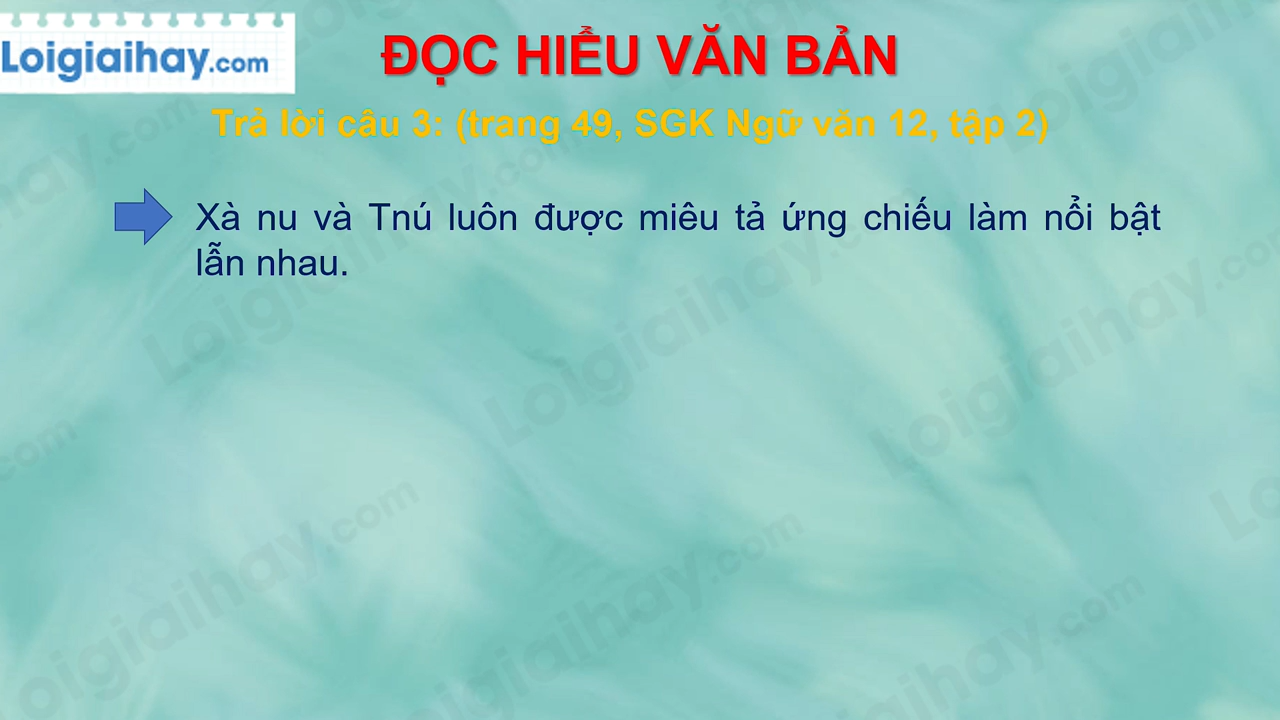 Loigiaihay.com
ĐỌC HIỂU VĂN BẢN
Trả lời câu 3: (trang 49, SGK Ngữ văn 12, tập 2)
Xà nu và Tnú luôn được miêu tả ứng chiếu làm nổi bật
lẫn nhau.